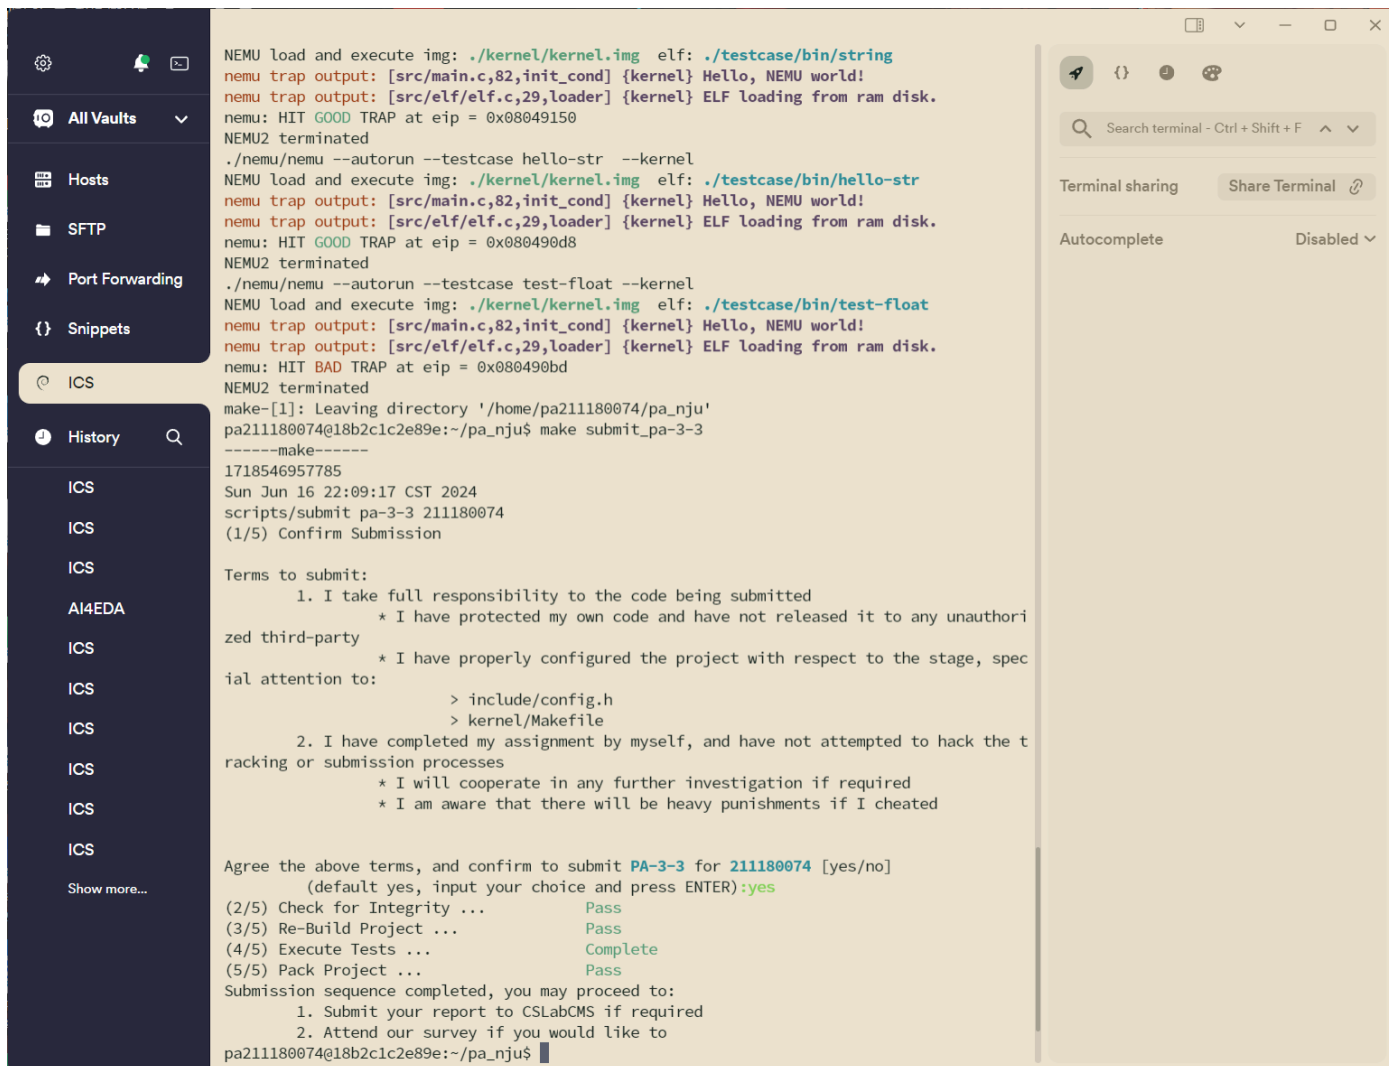 All Vaults
Hosts
SFTP
Port Forwarding
{} Snippets
ICS
History
ICS
ICS
ICS
AI4EDA
ICS
ICS
ICS
ICS
ICS
ICS
Show more...
NEMU load and execute img: ./kernel/kernel.img  elf: ./testcase/bin/string
nemu trap output: [src/main.c,82,init_cond] {kernel} Hello, NEMU world!
nemu trap output: [src/elf/elf.c,29,loader] {kernel} ELF loading from ram disk.
nemu: HIT GOOD TRAP at eip = 0x08049150
NEMU2 terminated
./nemu/nemu --autorun --testcase hello-str  --kernel
NEMU load and execute img: ./kernel/kernel.img  elf: ./testcase/bin/hello-str
nemu trap output: [src/main.c,82,init_cond] {kernel} Hello, NEMU world!
nemu trap output: [src/elf/elf.c,29,loader] {kernel} ELF loading from ram disk.
nemu: HIT GOOD TRAP at eip = 0x080490d8
NEMU2 terminated
./nemu/nemu --autorun --testcase test-float --kernel
NEMU load and execute img: ./kernel/kernel.img  elf: ./testcase/bin/test-float
nemu trap output: [src/main.c,82,init_cond] {kernel} Hello, NEMU world!
nemu trap output: [src/elf/elf.c,29,loader] {kernel} ELF loading from ram disk.
nemu: HIT BAD TRAP at eip = 0x080490bd
NEMU2 terminated
make-[1]: Leaving directory '/home/pa211180074/pa_nju'
pa211180074@18b2c1c2e89e:~/pa_nju$ make submit_pa-3-3
------make------
1718546957785
Sun Jun 16 22:09:17 CST 2024
scripts/submit pa-3-3 211180074
(1/5) Confirm Submission
Terms to submit:
1. I take full responsibility to the code being submitted
* I have protected my own code and have not released it to any unauthori
zed third-party
* I have properly configured the project with respect to the stage, spec
ial attention to:
> include/config.h
> kernel/Makefile
2. I have completed my assignment by myself, and have not attempted to hack the t
racking or submission processes
* I will cooperate in any further investigation if required
* I am aware that there will be heavy punishments if I cheated
Agree the above terms, and confirm to submit PA-3-3 for 211180074 [yes/no]
(default yes, input your choice and press ENTER):yes
(2/5) Check for Integrity ...           Pass
(3/5) Re-Build Project ...              Pass
(4/5) Execute Tests ...                 Complete
(5/5) Pack Project ...                  Pass
Submission sequence completed, you may proceed to:
1. Submit your report to CSLabCMS if required
2. Attend our survey if you would like to
pa211180074@18b2c1c2e89e:~/pa_nju$
{}
Search terminal - Ctrl + Shift + F
Terminal sharing Share Terminal
Autocomplete Disabled